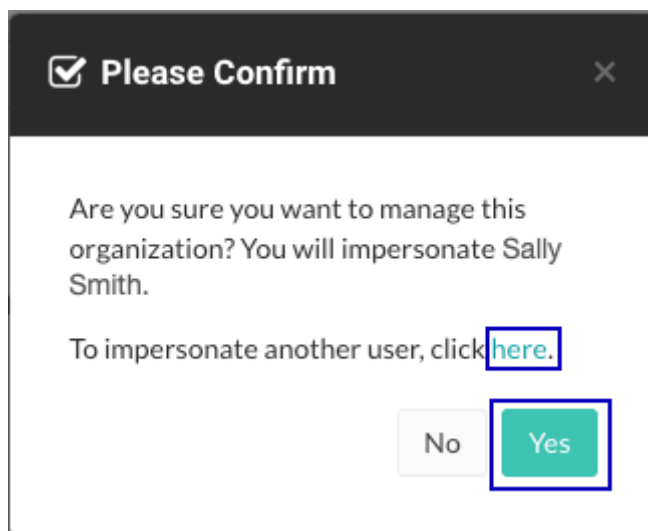 Please Confirm
Are you sure you want to manage this
organization? You will impersonate Sally
Smith.
To impersonate another user, click here.
No
Yes